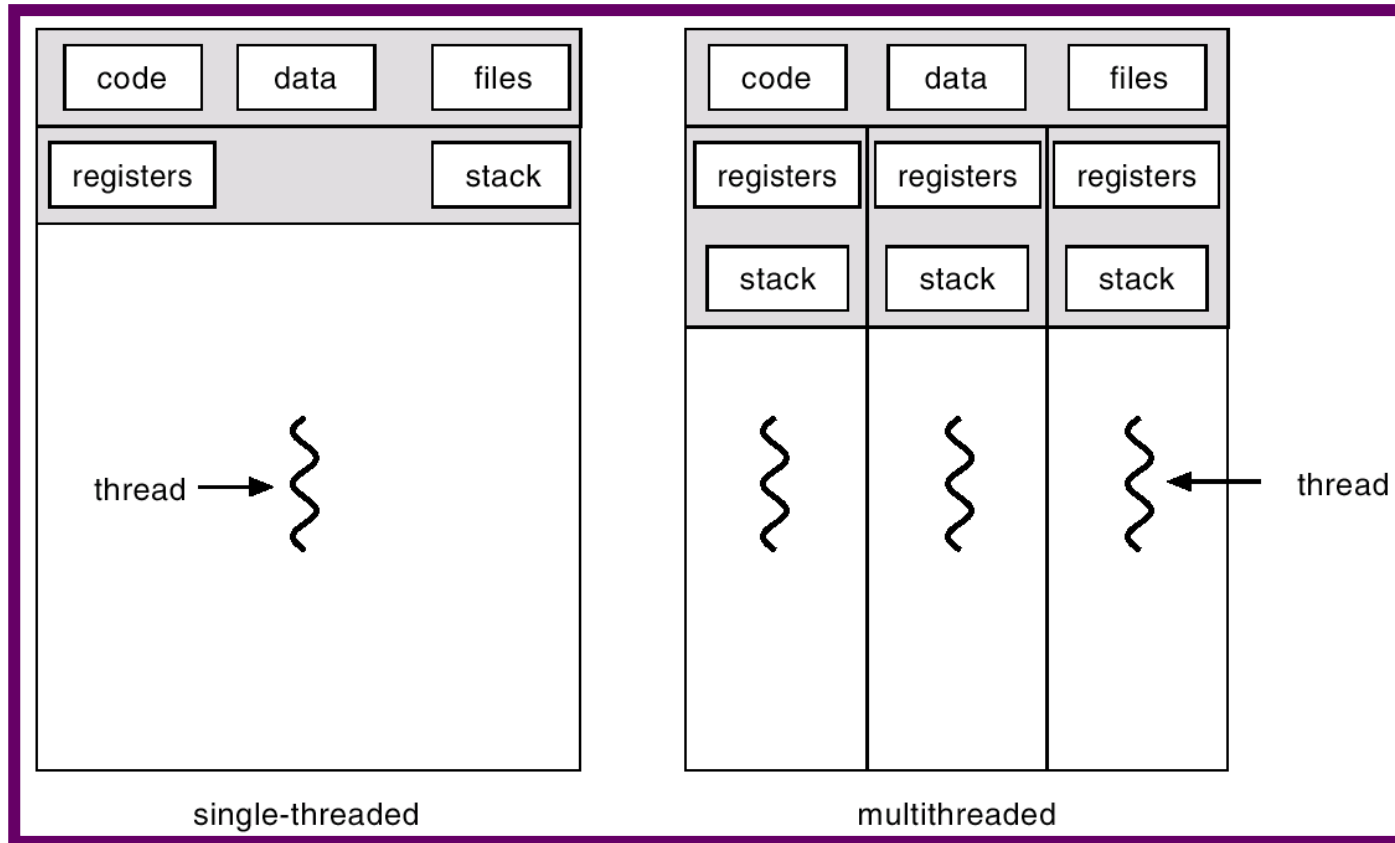 code data files code data files
registers stack registers registers registers
stack stack stack
thread thread
single-threaded multithreaded